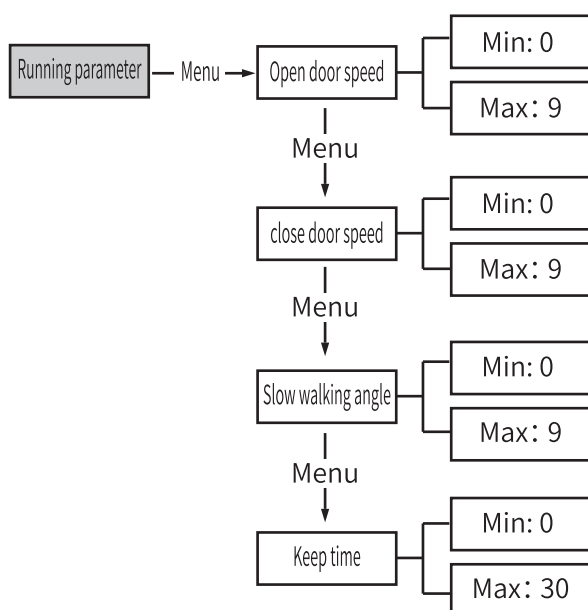 Running parameter
Menu
Open door speed
Min: 0
Max: 9
Menu
close door speed
Min: 0
Max: 9
Menu
Slow walking angle
Min: 0
Max: 9
Menu
Keep time
Min: 0
Max: 30